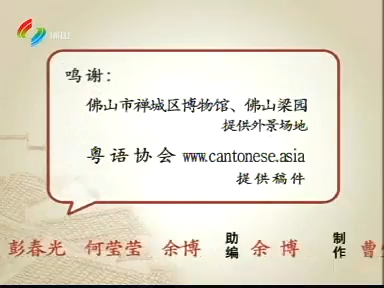 鸣谢:
佛山市禅城区博物馆、佛山梁园
提供外景场地
粤语协会 www.cantonese.asia
提供稿件
彭春光 何莹莹 余博 助编 余博 制作 曹